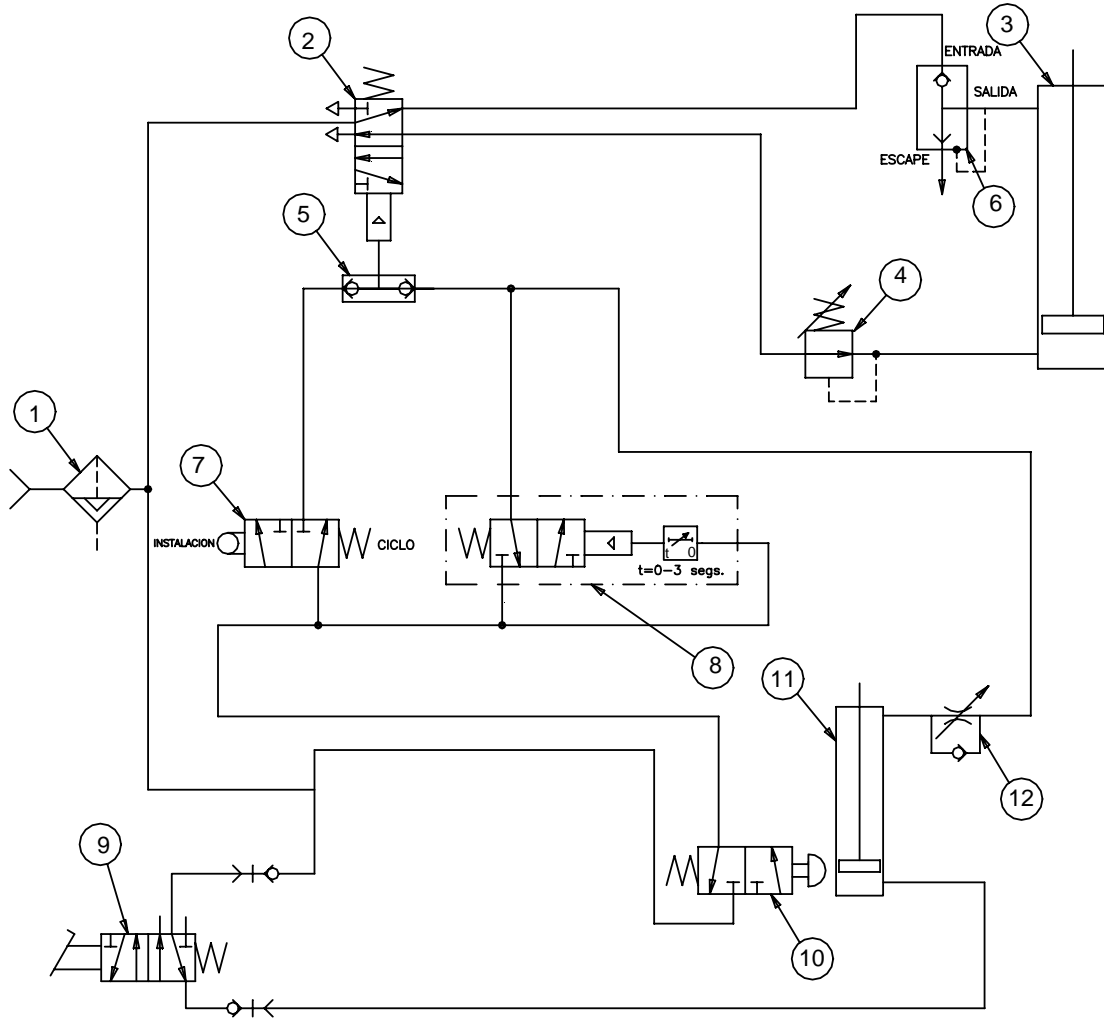 2
3
ENTRADA
SALIDA
ESCAPE
6
5
4
1
7
INSTALACION
CICLO
t 0
t=0-3 segs.
8
11
12
9
10